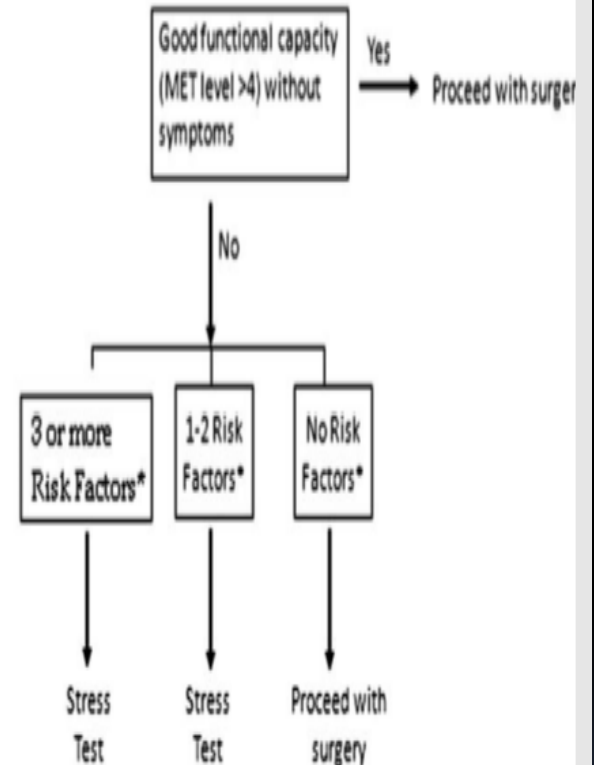 Good functional capacity
(MET level >4) without
symptoms
Yes
Proceed with surger
No
3 or more
Risk Factors*
1-2 Risk
Factors*
No Risk
Factors*
Stress
Test
Stress
Test
Proceed with
surgery